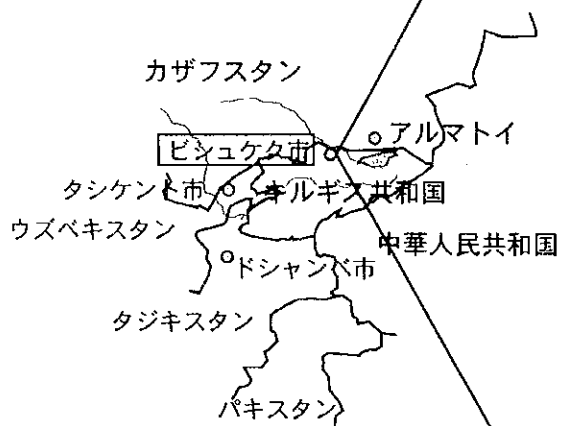 カザフスタン
アルマトイ
ビシュケク市
タシケント市
キルギス共和国
ウズベキスタン
中華人民共和国
ドシャンベ市
タジキスタン
パキスタン